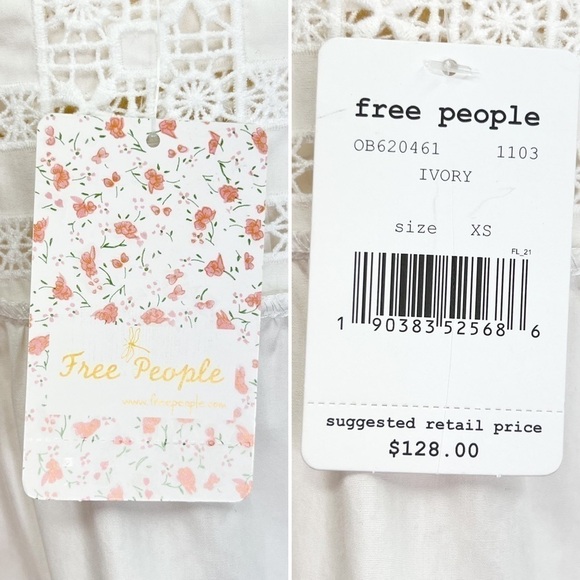 Free People
www.freepeople.com
free people
OB620461 1103
IVORY
size XS
FL_21
1 90383 52568 6
suggested retail price
$128.00